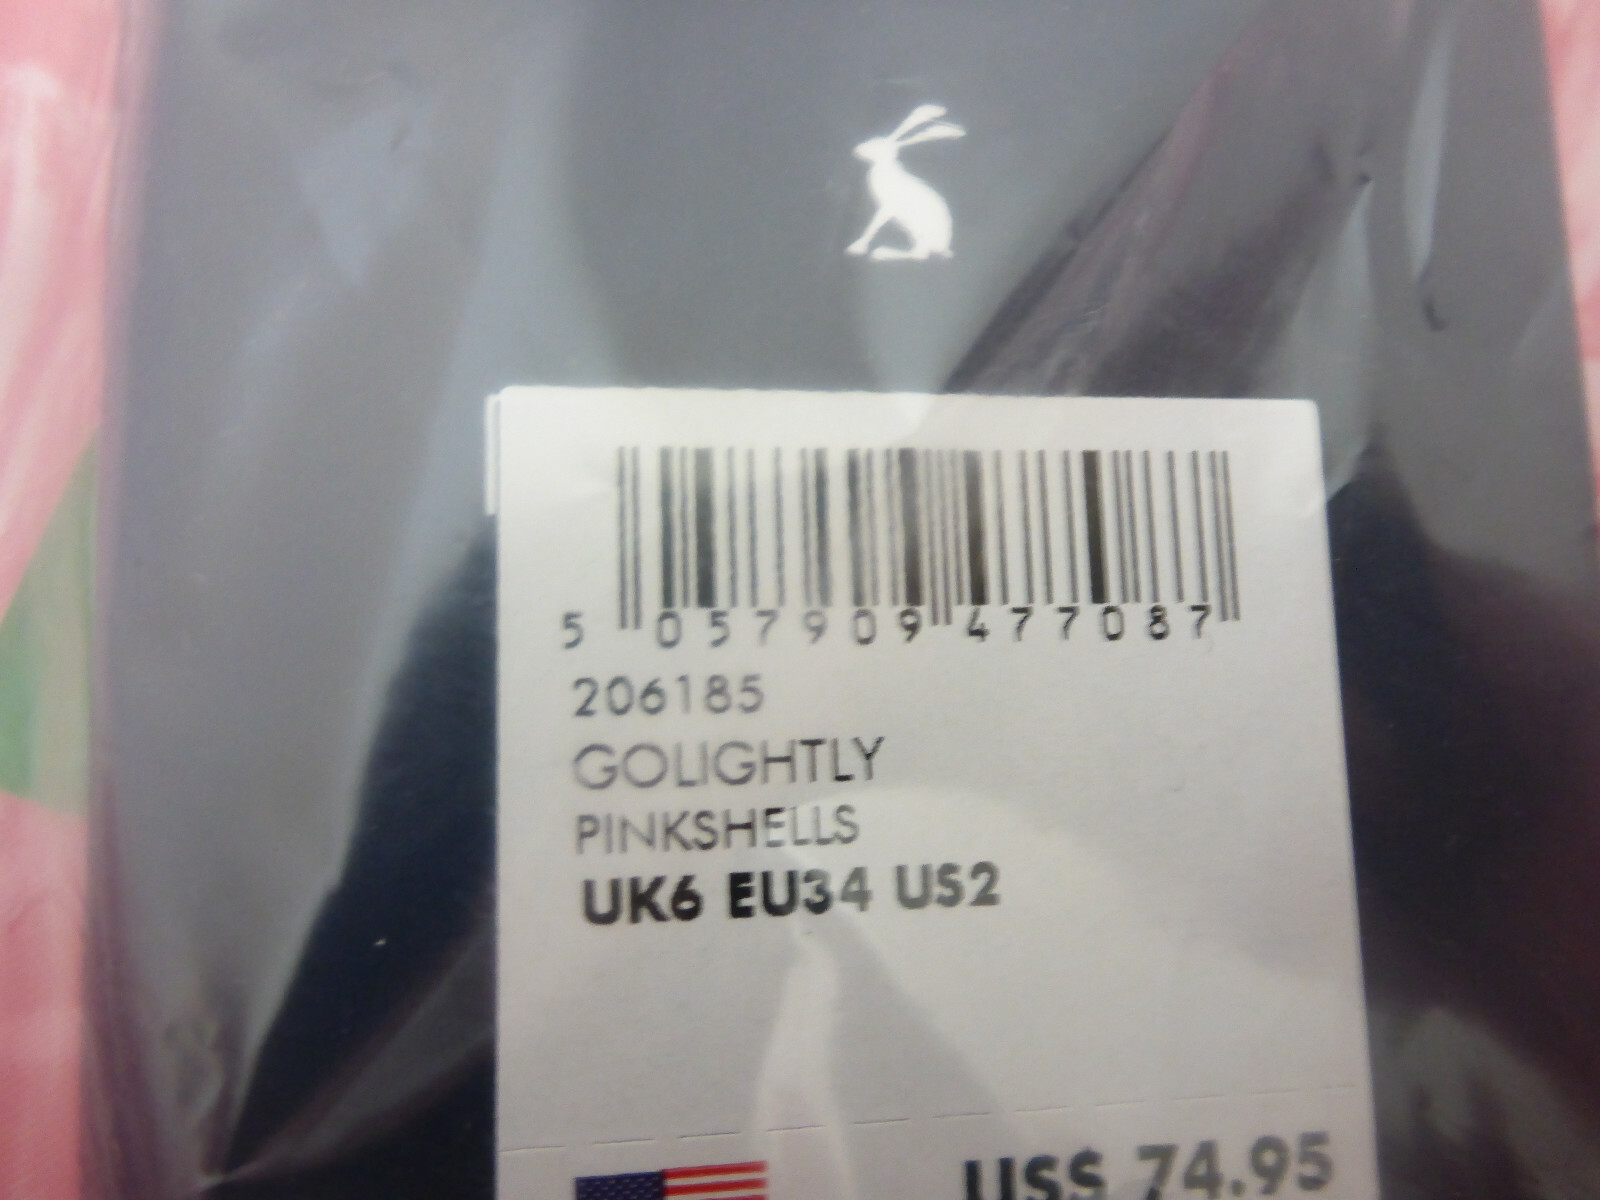 5 057909 477087
206185
GOLIGHTLY
PINKSHELLS
UK6 EU34 US2
US$ 74.95